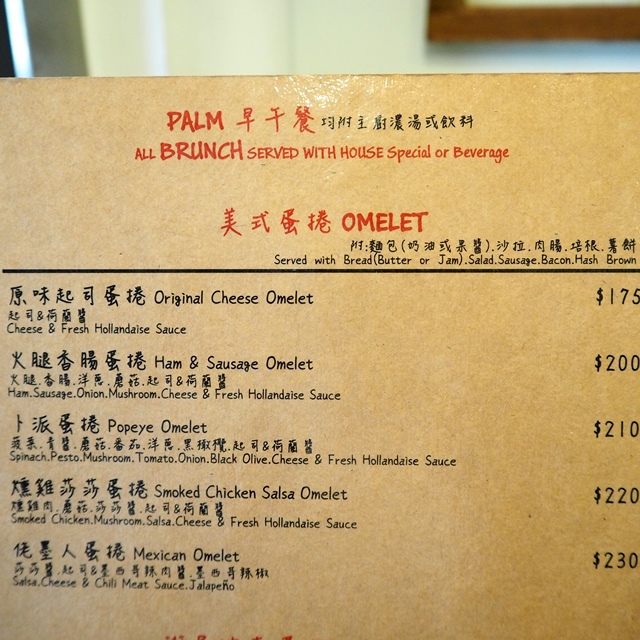 PALM 早午餐 均附主廚濃湯或飲料
ALL BRUNCH SERVED WITH HOUSE Special or Beverage
美式蛋捲 OMELET
附:麵包(奶油或果醬).沙拉.肉腸.培根.薯餅
Served with Bread(Butter or Jam).Salad.Sausage.Bacon.Hash Brown
原味起司蛋捲 Original Cheese Omelet $175
起司&荷蘭醬
Cheese & Fresh Hollandaise Sauce
火腿香腸蛋捲 Ham & Sausage Omelet $200
火腿.香腸.洋蔥.蘑菇.起司&荷蘭醬
Ham.Sausage.Onion.Mushroom.Cheese & Fresh Hollandaise Sauce
卜派蛋捲 Popeye Omelet $210
菠菜.青醬.蘑菇.番茄.洋蔥.黑橄欖.起司&荷蘭醬
Spinach.Pesto.Mushroom.Tomato.Onion.Black Olive.Cheese & Fresh Hollandaise Sauce
燻雞莎莎蛋捲 Smoked Chicken Salsa Omelet $220
燻雞肉.蘑菇.莎莎醬.起司&荷蘭醬
Smoked Chicken.Mushroom.Salsa.Cheese & Fresh Hollandaise Sauce
佬墨人蛋捲 Mexican Omelet $230
莎莎醬.起司&墨西哥辣肉醬.墨西哥辣椒
Salsa.Cheese & Chili Meat Sauce.Jalapeño